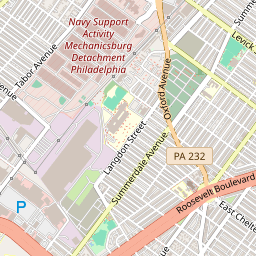 Navy Support
Activity
Mechanicsburg
Detachment
Philadelphia
Tabor Avenue
Summerd
Levick
Oxford Avenue
Langdon Street
Summerdale Avenue
PA 232
Roosevelt Boulevard
East Chelte
P